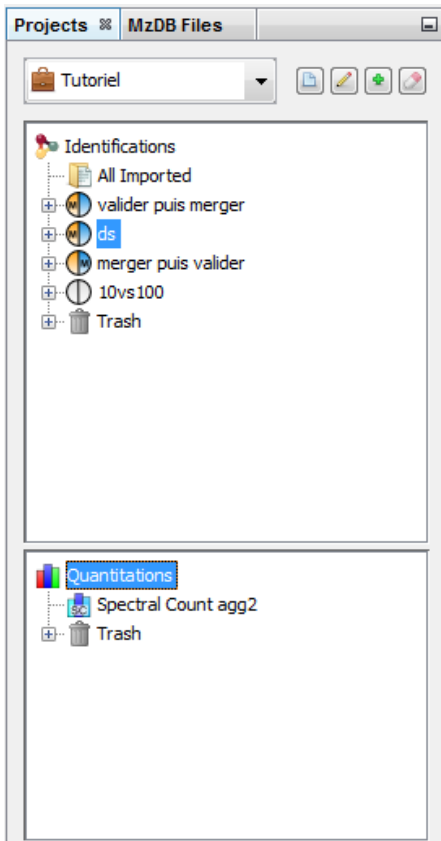 Projects MzDB Files
Tutoriel
Identifications
All Imported
valider puis merger
ds
merger puis valider
10vs100
Trash
Quantitations
SC Spectral Count agg2
Trash